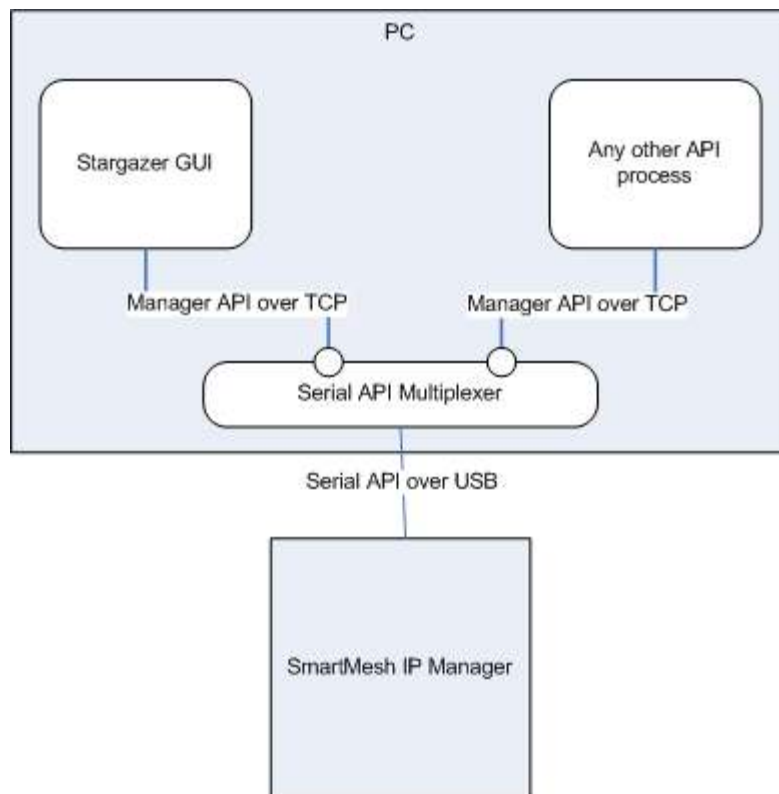 PC
Stargazer GUI
Any other API
process
Manager API over TCP
Manager API over TCP
Serial API Multiplexer
Serial API over USB
SmartMesh IP Manager